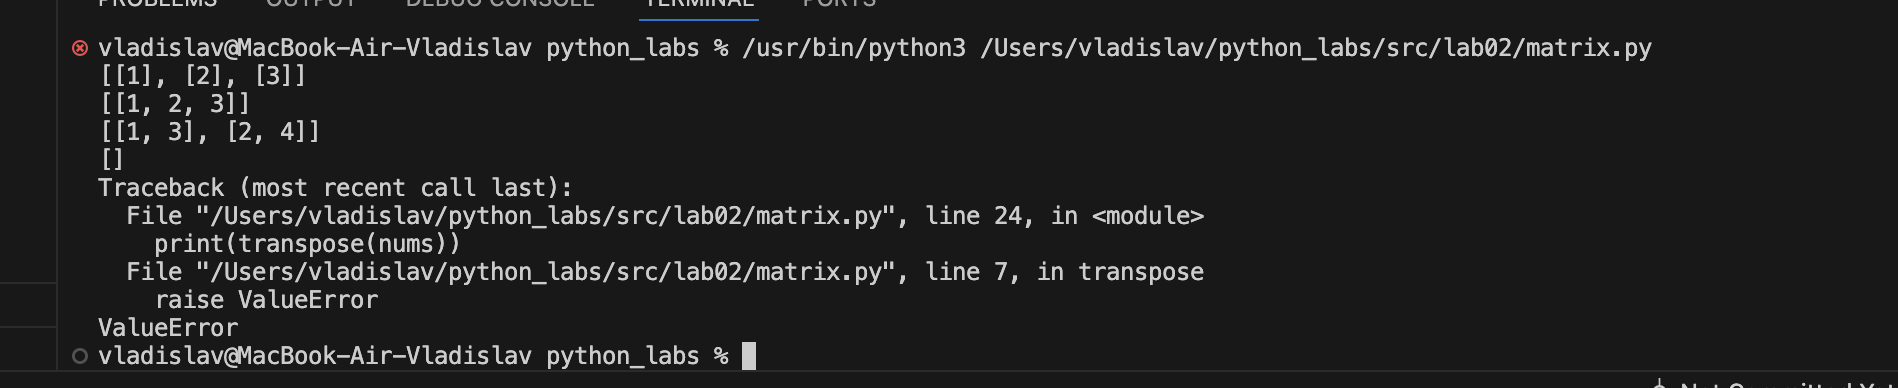 PROBLEMS OUTPUT DEBUG CONSOLE TERMINAL PORTS
vladislav@MacBook-Air-Vladislav python_labs % /usr/bin/python3 /Users/vladislav/python_labs/src/lab02/matrix.py
[[1], [2], [3]]
[[1, 2, 3]]
[[1, 3], [2, 4]]
[]
Traceback (most recent call last):
  File "/Users/vladislav/python_labs/src/lab02/matrix.py", line 24, in <module>
    print(transpose(nums))
  File "/Users/vladislav/python_labs/src/lab02/matrix.py", line 7, in transpose
    raise ValueError
ValueError
vladislav@MacBook-Air-Vladislav python_labs %
Not Committed